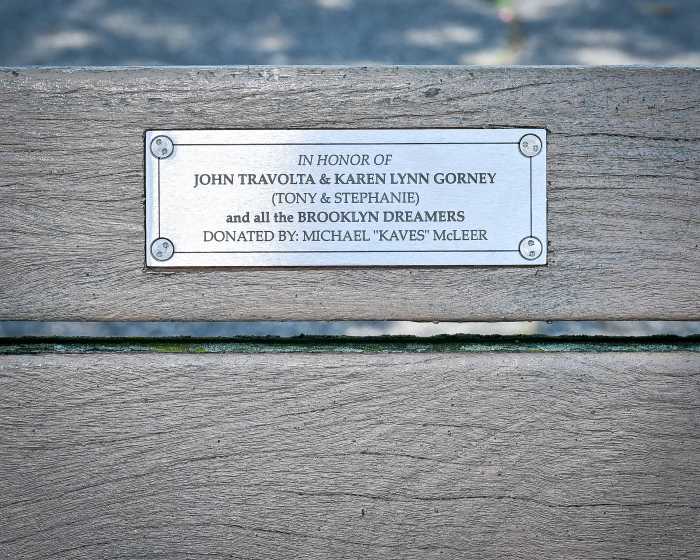 IN HONOR OF
JOHN TRAVOLTA & KAREN LYNN GORNEY
(TONY & STEPHANIE)
and all the BROOKLYN DREAMERS
DONATED BY: MICHAEL "KAVES" McLEER